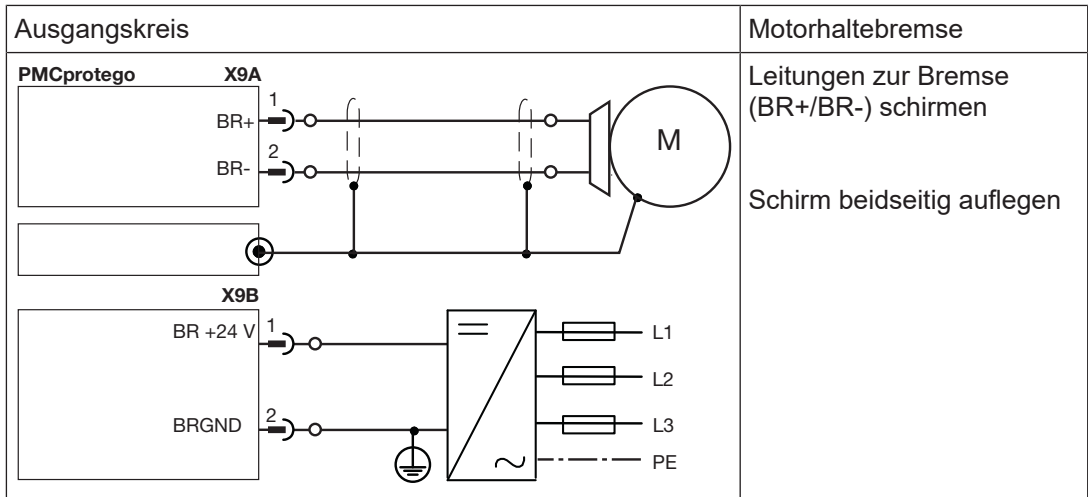 Ausgangskreis
Motorhaltebremse
PMCprotego
X9A
1
BR+
2
BR-
M
Leitungen zur Bremse
(BR+/BR-) schirmen
Schirm beidseitig auflegen
X9B
BR +24 V
1
L1
L2
BRGND
2
L3
PE